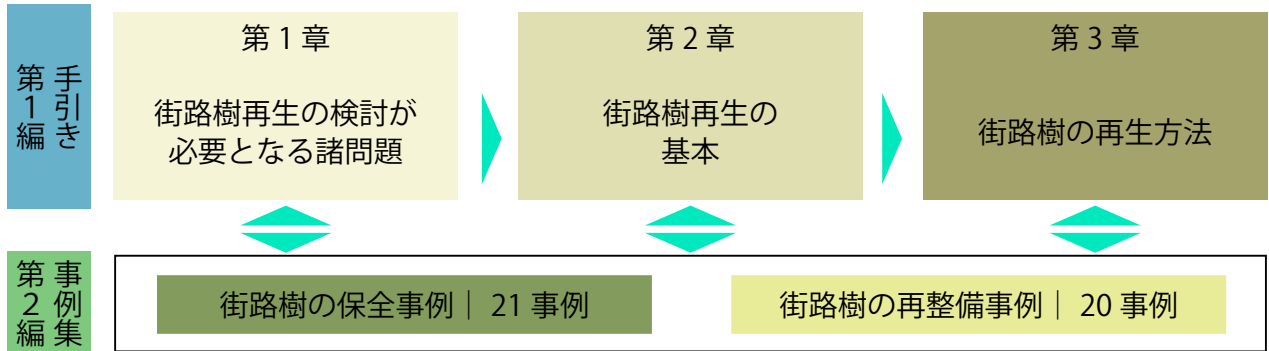 第1編
手引き
第 1 章
街路樹再生の検討が
必要となる諸問題
第 2 章
街路樹再生の
基本
第 3 章
街路樹の再生方法
第2編
事例集
街路樹の保全事例｜ 21 事例
街路樹の再整備事例｜ 20 事例